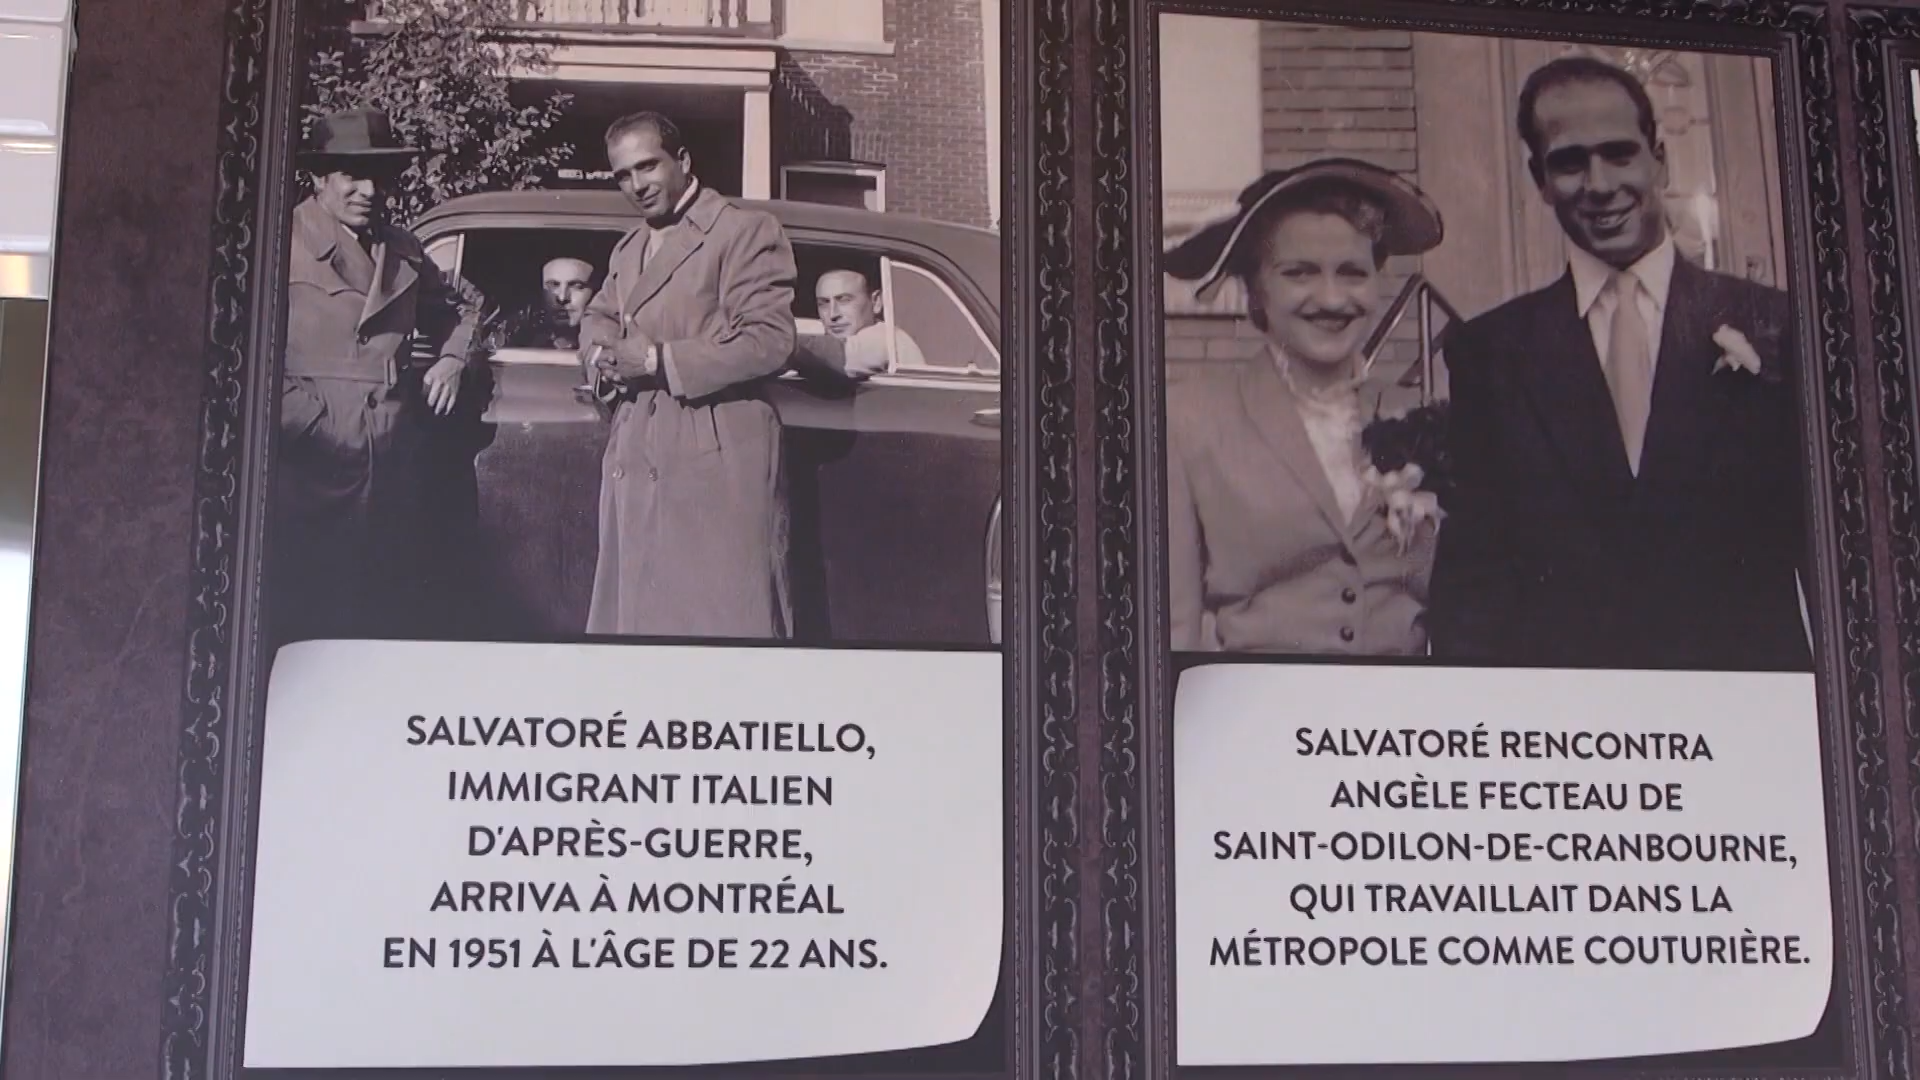 SALVATORÉ ABBATIELLO,
IMMIGRANT ITALIEN
D'APRÈS-GUERRE,
ARRIVA À MONTRÉAL
EN 1951 À L'ÂGE DE 22 ANS.
SALVATORÉ RENCONTRA
ANGÈLE FECTEAU DE
SAINT-ODILON-DE-CRANBOURNE,
QUI TRAVAILLAIT DANS LA
MÉTROPOLE COMME COUTURIÈRE.